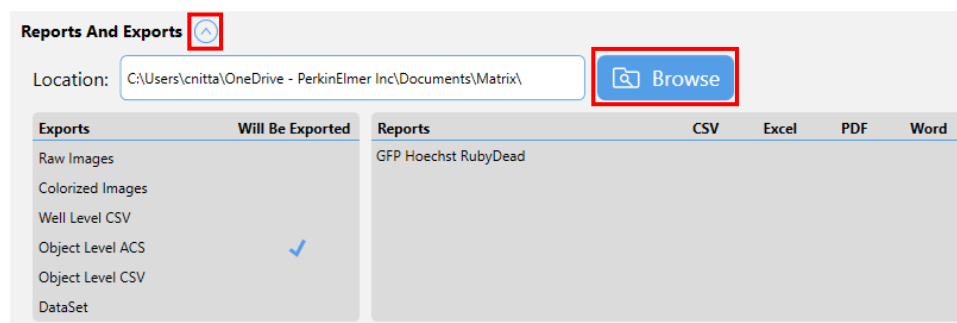 Reports And Exports
Location: C:\Users\cnitta\OneDrive - PerkinElmer Inc\Documents\Matrix\ Browse
Exports Will Be Exported Reports CSV Excel PDF Word
Raw Images GFP Hoechst RubyDead
Colorized Images
Well Level CSV
Object Level ACS
Object Level CSV
DataSet